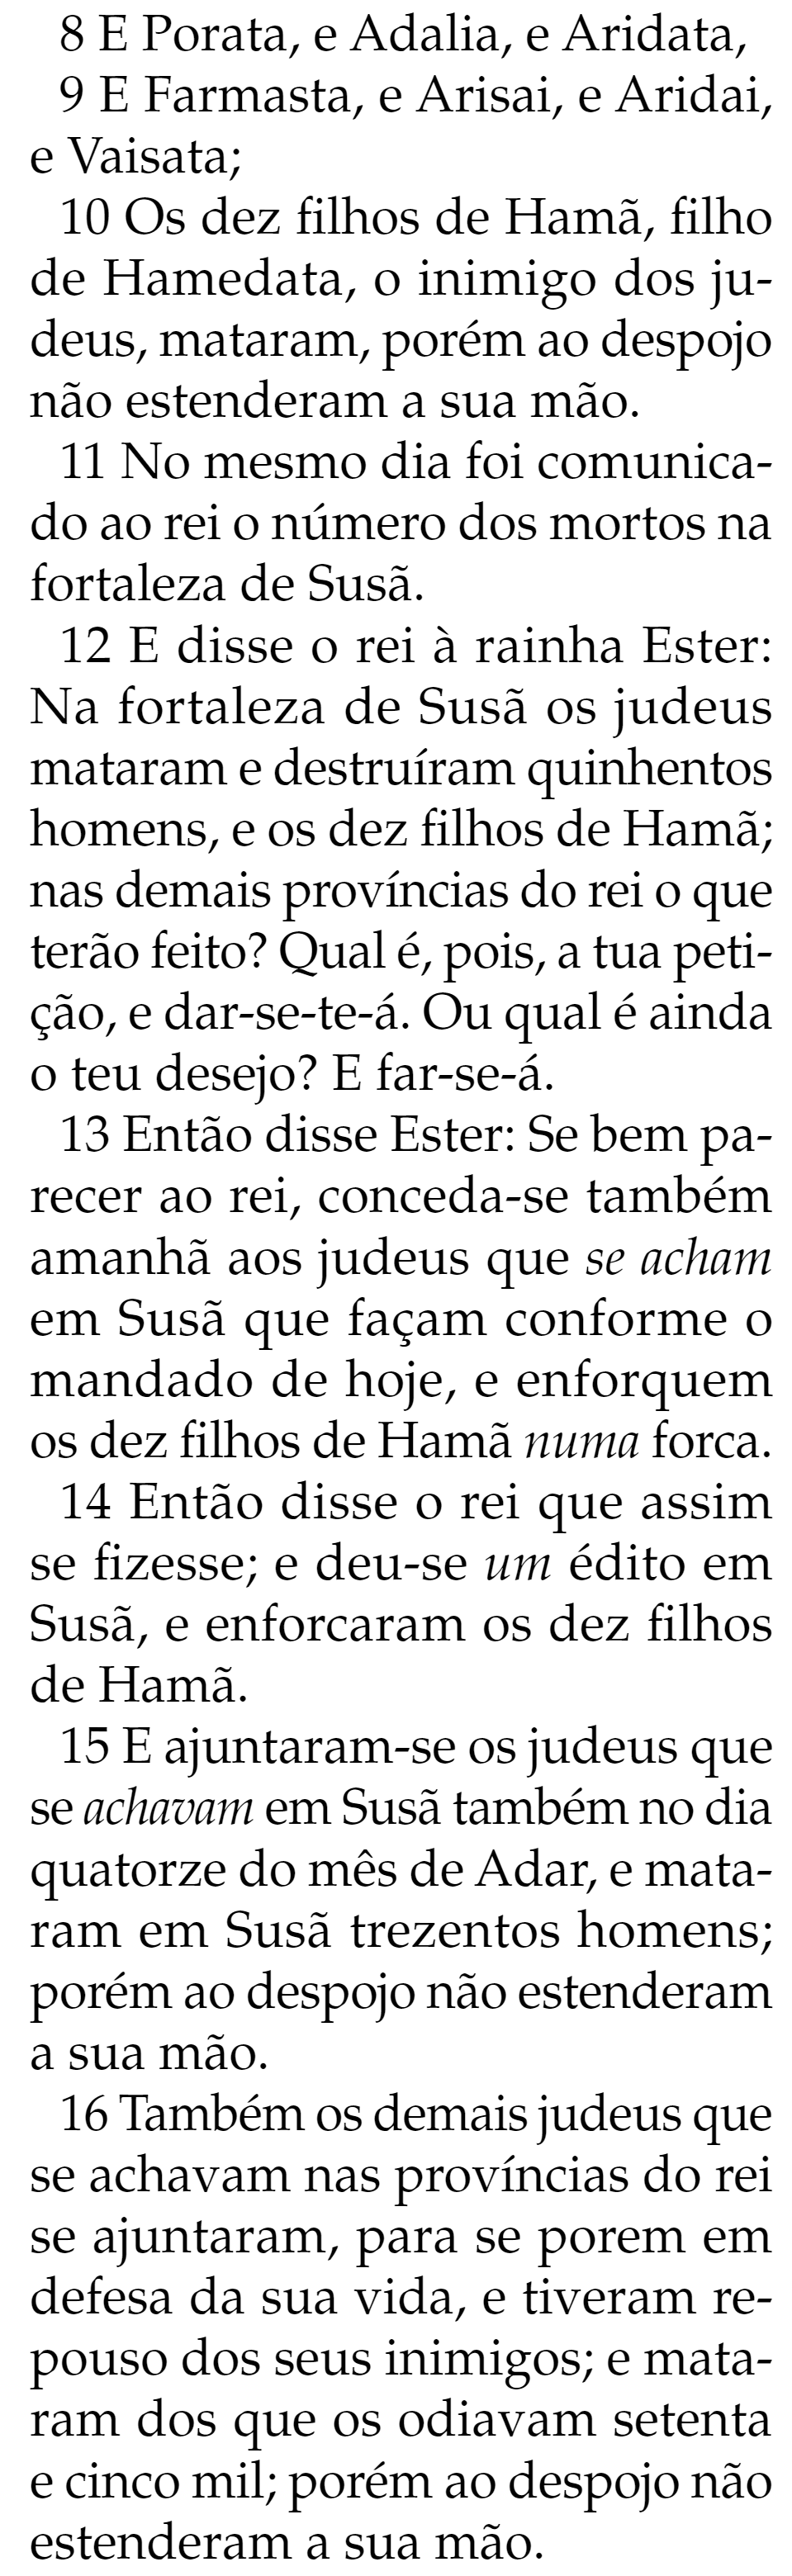 8 E Porata, e Adalia, e Aridata,
9 E Farmasta, e Arisai, e Aridai,
e Vaisata;
10 Os dez filhos de Hamã, filho
de Hamedata, o inimigo dos ju-
deus, mataram, porém ao despojo
não estenderam a sua mão.
11 No mesmo dia foi comunica-
do ao rei o número dos mortos na
fortaleza de Susã.
12 E disse o rei à rainha Ester:
Na fortaleza de Susã os judeus
mataram e destruíram quinhentos
homens, e os dez filhos de Hamã;
nas demais províncias do rei o que
terão feito? Qual é, pois, a tua peti-
ção, e dar-se-te-á. Ou qual é ainda
o teu desejo? E far-se-á.
13 Então disse Ester: Se bem pa-
recer ao rei, conceda-se também
amanhã aos judeus que se acham
em Susã que façam conforme o
mandado de hoje, e enforquem
os dez filhos de Hamã numa forca.
14 Então disse o rei que assim
se fizesse; e deu-se um édito em
Susã, e enforcaram os dez filhos
de Hamã.
15 E ajuntaram-se os judeus que
se achavam em Susã também no dia
quatorze do mês de Adar, e mata-
ram em Susã trezentos homens;
porém ao despojo não estenderam
a sua mão.
16 Também os demais judeus que
se achavam nas províncias do rei
se ajuntaram, para se porem em
defesa da sua vida, e tiveram re-
pouso dos seus inimigos; e mata-
ram dos que os odiavam setenta
e cinco mil; porém ao despojo não
estenderam a sua mão.